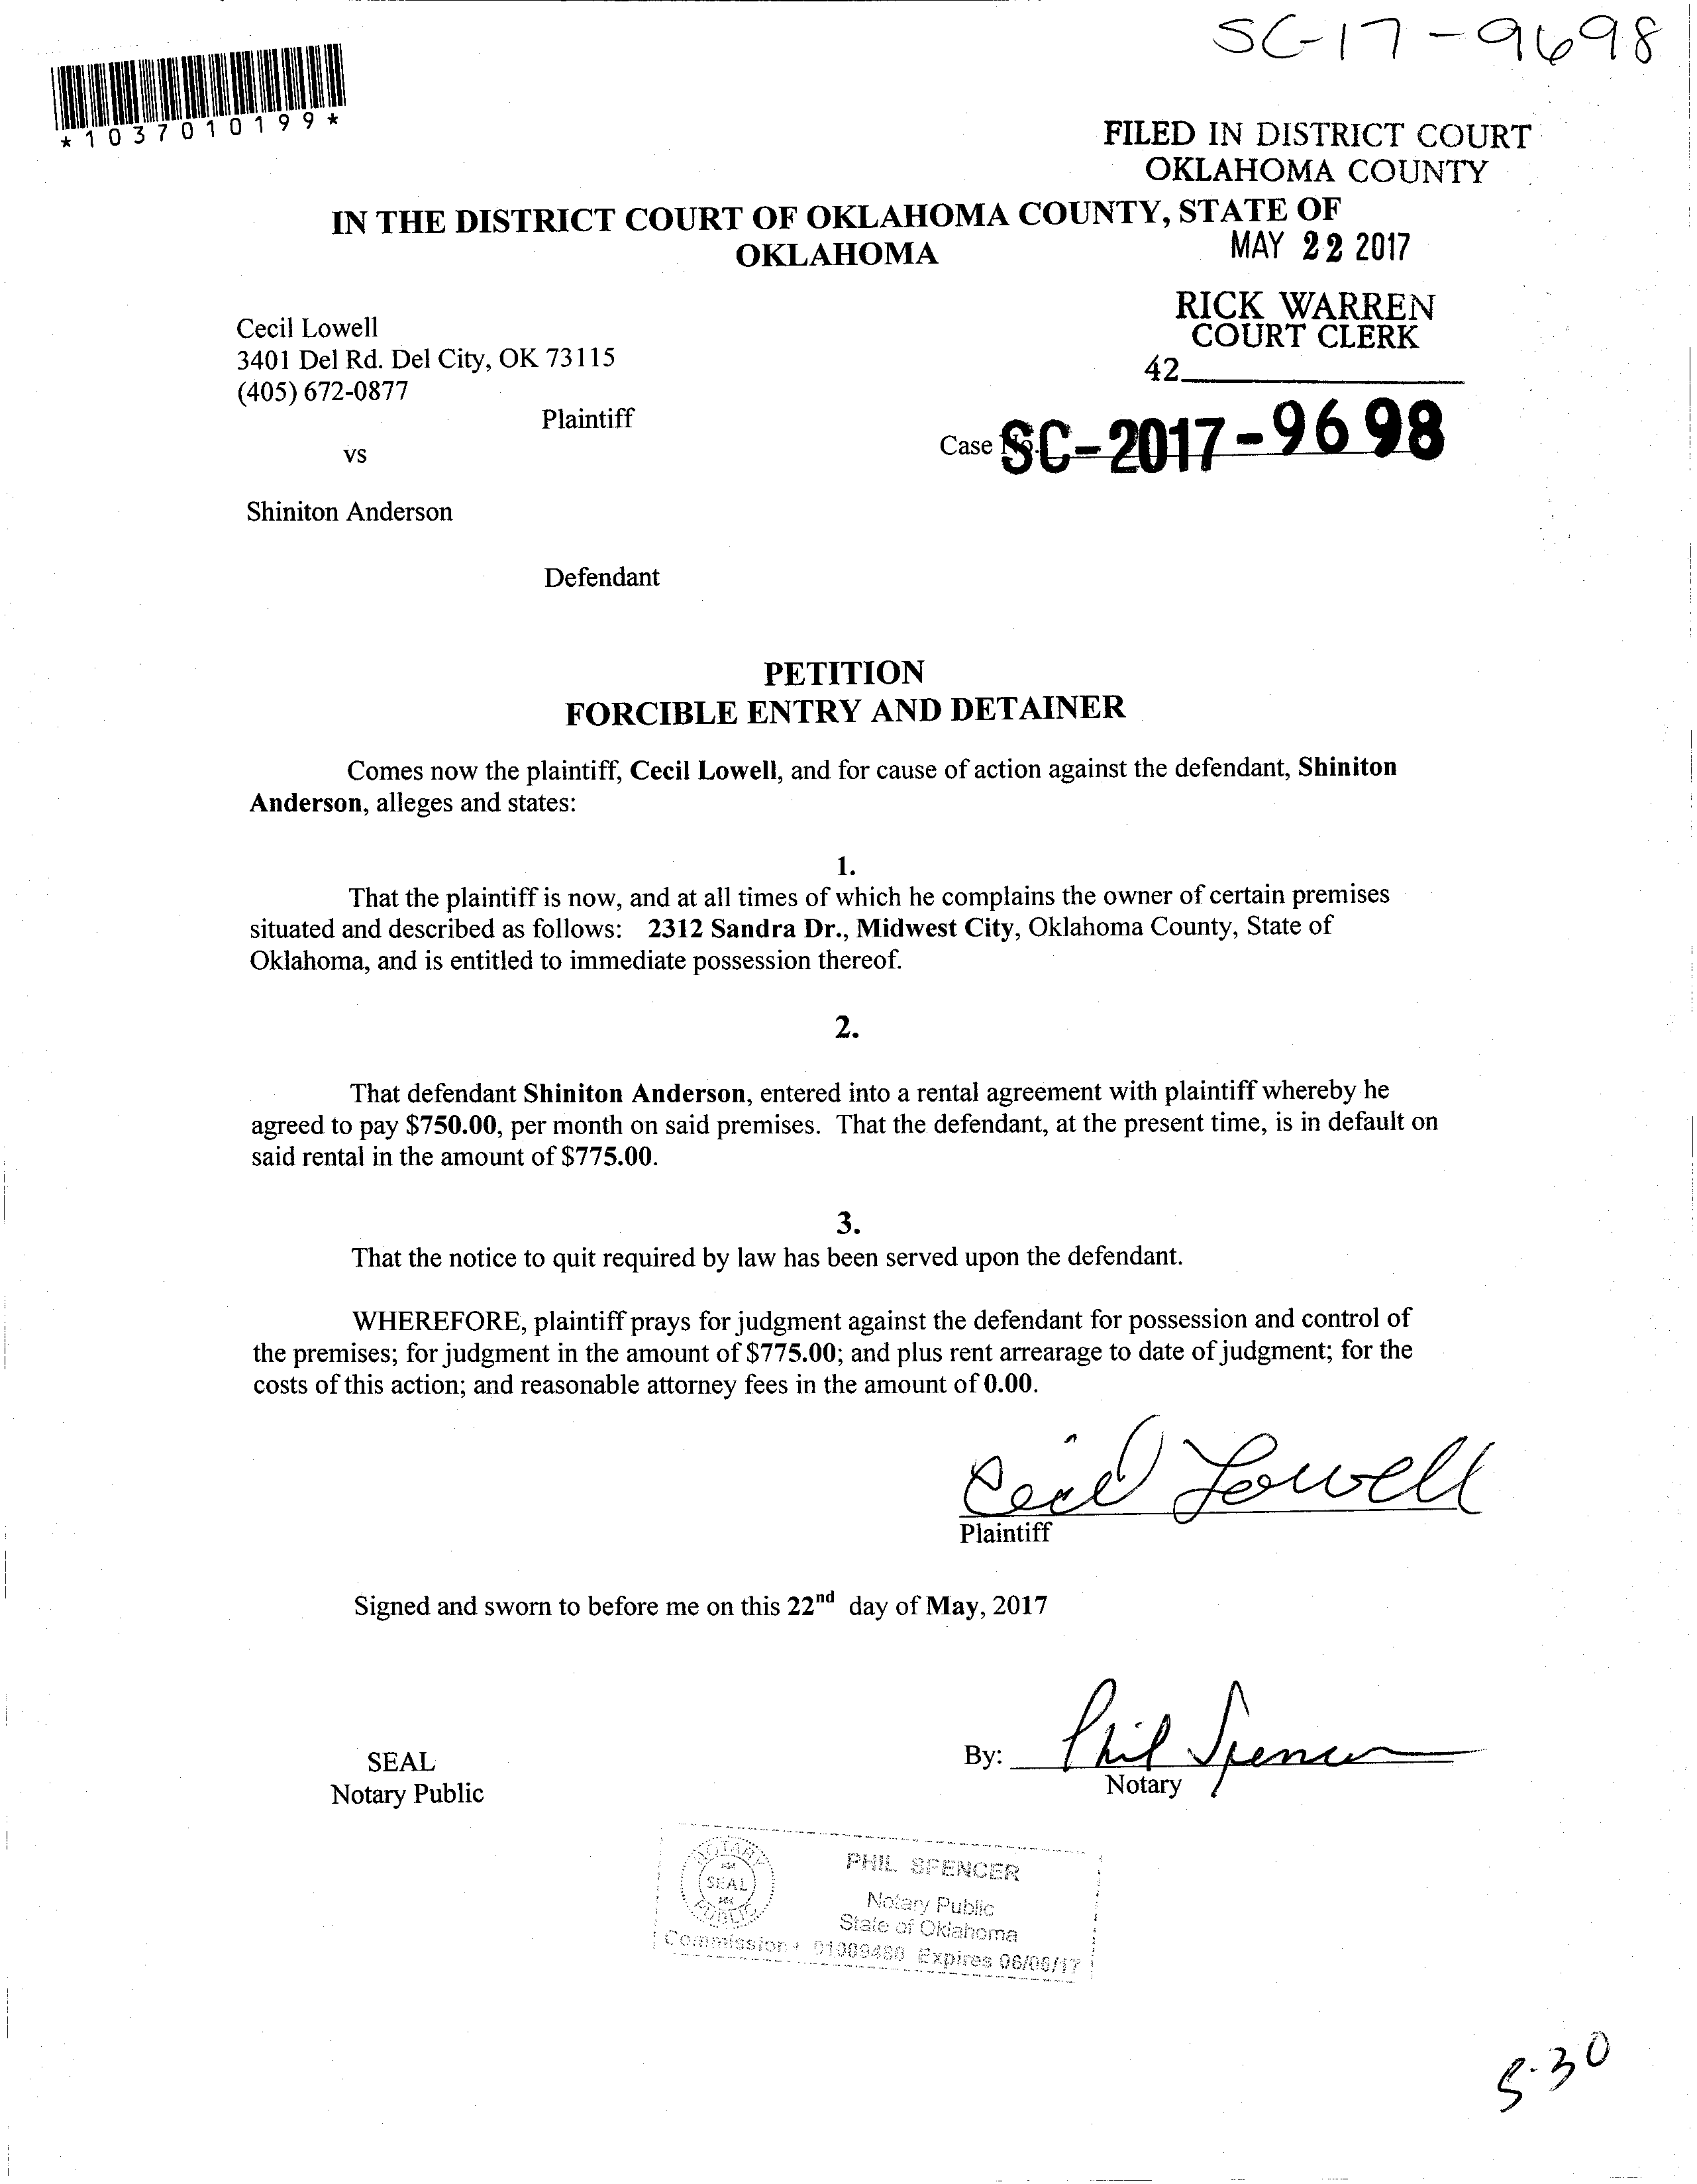 SC-17-9698
*1037010199*
FILED IN DISTRICT COURT
OKLAHOMA COUNTY
IN THE DISTRICT COURT OF OKLAHOMA COUNTY, STATE OF
OKLAHOMA
MAY 22 2017
RICK WARREN
COURT CLERK
42
Cecil Lowell
3401 Del Rd. Del City, OK 73115
(405) 672-0877
Plaintiff
vs
Case No. SC-2017-9698
Shiniton Anderson
Defendant
PETITION
FORCIBLE ENTRY AND DETAINER
Comes now the plaintiff, Cecil Lowell, and for cause of action against the defendant, Shiniton
Anderson, alleges and states:
1.
That the plaintiff is now, and at all times of which he complains the owner of certain premises
situated and described as follows: 2312 Sandra Dr., Midwest City, Oklahoma County, State of
Oklahoma, and is entitled to immediate possession thereof.
2.
That defendant Shiniton Anderson, entered into a rental agreement with plaintiff whereby he
agreed to pay $750.00, per month on said premises. That the defendant, at the present time, is in default on
said rental in the amount of $775.00.
3.
That the notice to quit required by law has been served upon the defendant.
WHEREFORE, plaintiff prays for judgment against the defendant for possession and control of
the premises; for judgment in the amount of $775.00; and plus rent arrearage to date of judgment; for the
costs of this action; and reasonable attorney fees in the amount of 0.00.
Cecil Lowell
Plaintiff
Signed and sworn to before me on this 22nd day of May, 2017
By: Phil Spencer
Notary
SEAL
Notary Public
NOTARY
SEAL
PUBLIC
PHIL SPENCER
Notary Public
State of Oklahoma
Commission # 01009480 Expires 06/06/17
5-30